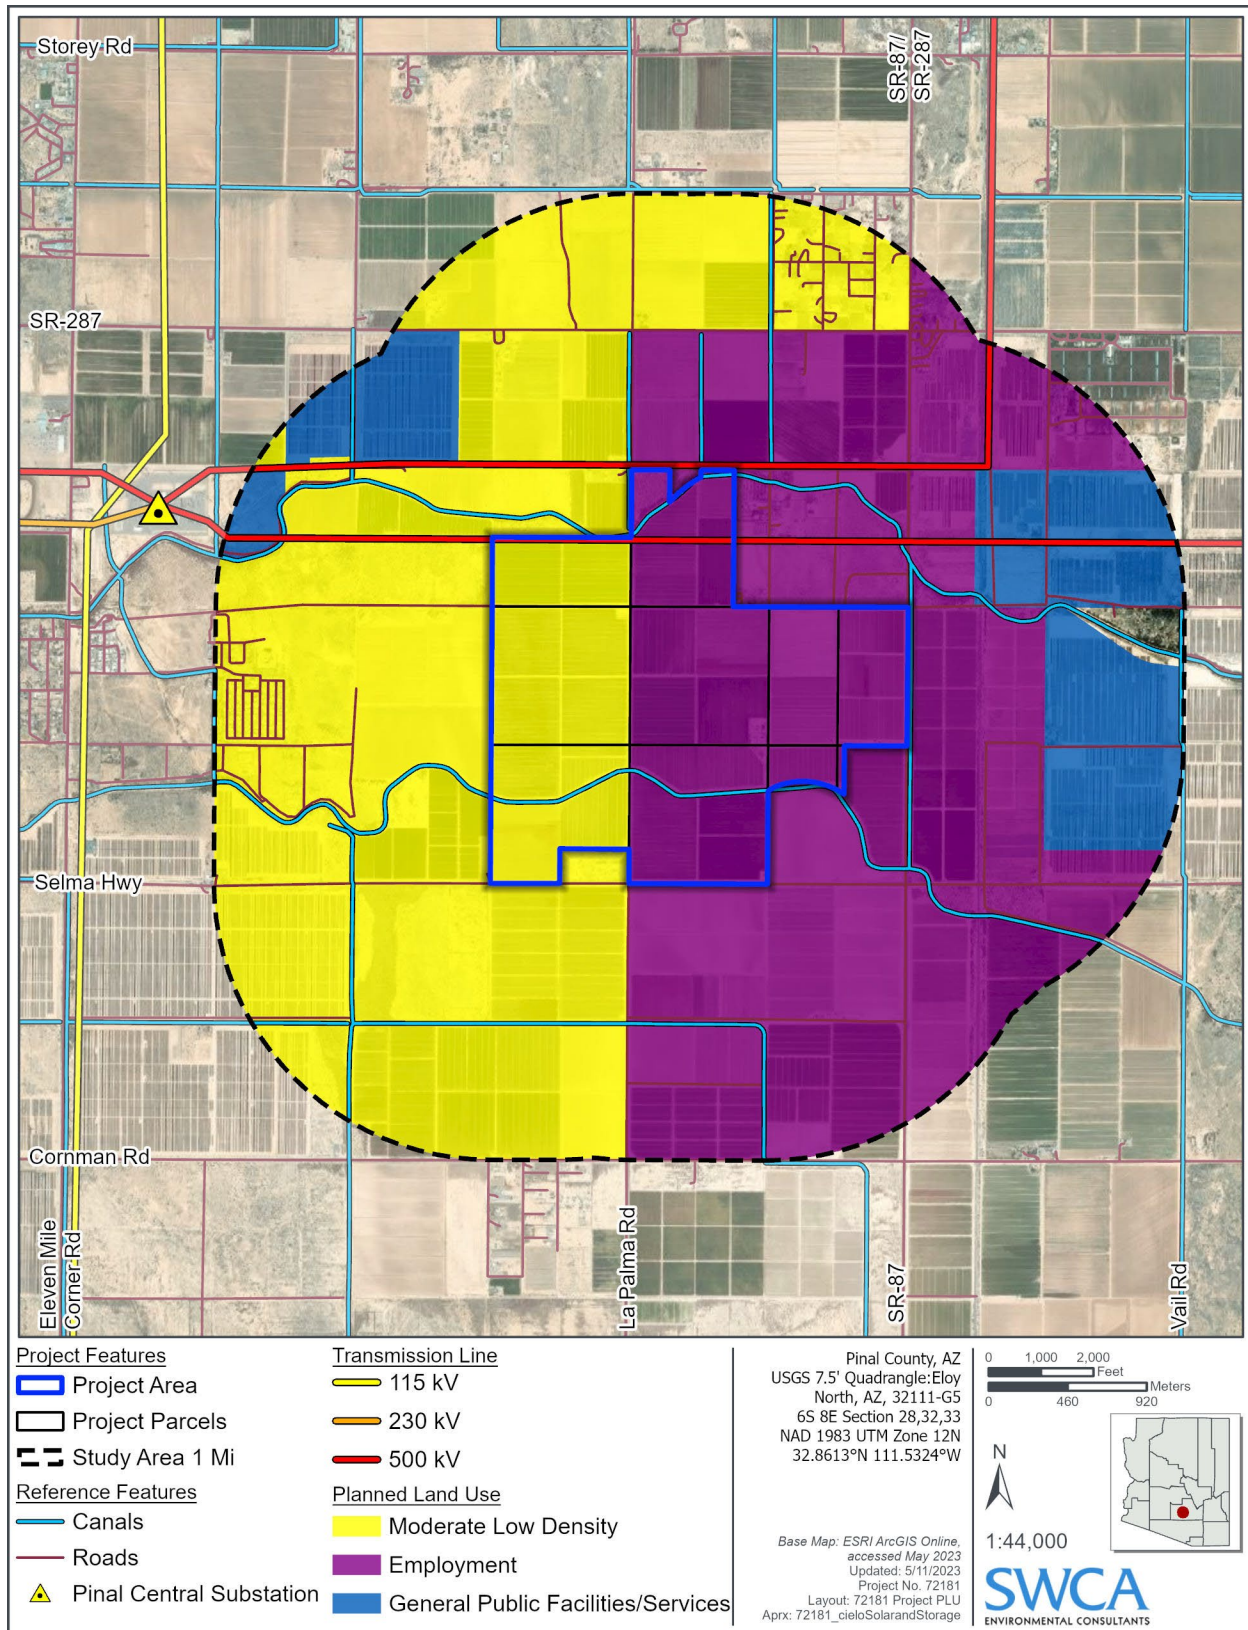 Storey Rd
SR-87/
SR-287
SR-287
Selma Hwy
Cornman Rd
Eleven Mile
Corner Rd
La Palma Rd
SR-87
Vail Rd
Project Features
Project Area
Project Parcels
Study Area 1 Mi
Reference Features
Canals
Roads
Pinal Central Substation
Transmission Line
115 kV
230 kV
500 kV
Planned Land Use
Moderate Low Density
Employment
General Public Facilities/Services
Pinal County, AZ
USGS 7.5' Quadrangle:Eloy
North, AZ, 32111-G5
6S 8E Section 28,32,33
NAD 1983 UTM Zone 12N
32.8613°N 111.5324°W
Base Map: ESRI ArcGIS Online,
accessed May 2023
Updated: 5/11/2023
Project No. 72181
Layout: 72181 Project PLU
Aprx: 72181_cieloSolarandStorage
0 1,000 2,000
Feet
Meters
0 460 920
N
1:44,000
SWCA
ENVIRONMENTAL CONSULTANTS